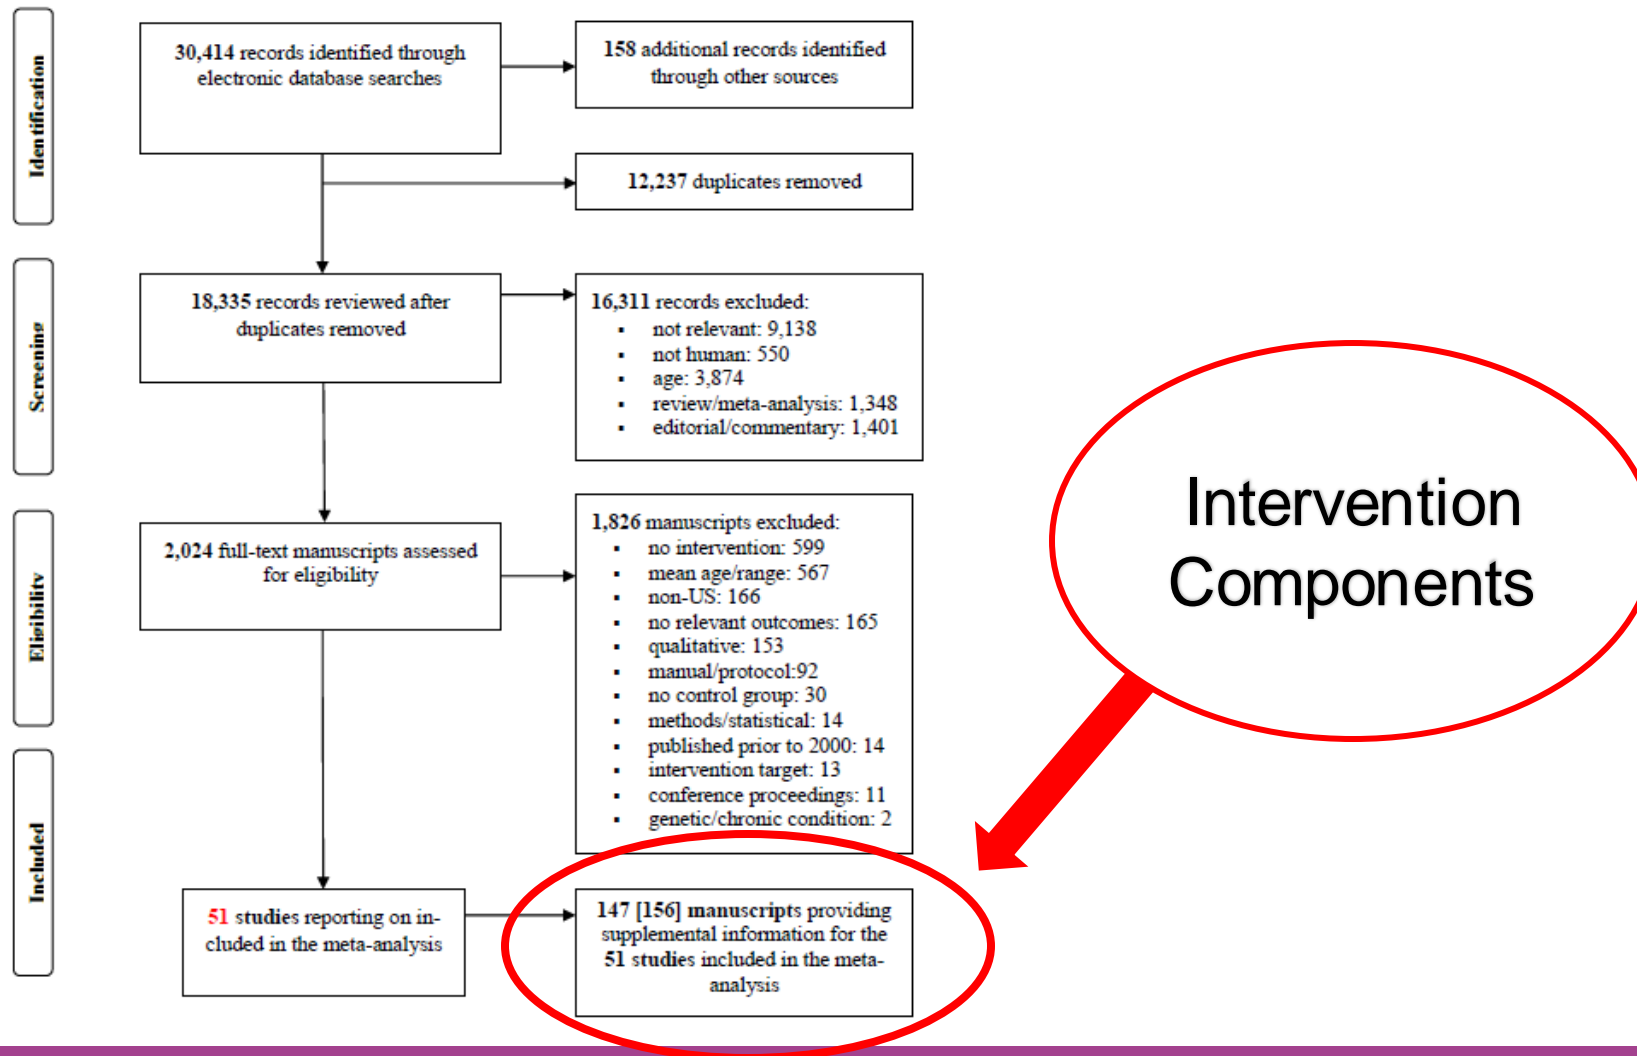 Identification
30,414 records identified through
electronic database searches
158 additional records identified
through other sources
12,237 duplicates removed
Screening
18,335 records reviewed after
duplicates removed
16,311 records excluded:
▪ not relevant: 9,138
▪ not human: 550
▪ age: 3,874
▪ review/meta-analysis: 1,348
▪ editorial/commentary: 1,401
Eligibility
2,024 full-text manuscripts assessed
for eligibility
1,826 manuscripts excluded:
▪ no intervention: 599
▪ mean age/range: 567
▪ non-US: 166
▪ no relevant outcomes: 165
▪ qualitative: 153
▪ manual/protocol:92
▪ no control group: 30
▪ methods/statistical: 14
▪ published prior to 2000: 14
▪ intervention target: 13
▪ conference proceedings: 11
▪ genetic/chronic condition: 2
Included
51 studies reporting on in-
cluded in the meta-analysis
147 [156] manuscripts providing
supplemental information for the
51 studies included in the meta-
analysis
Intervention
Components